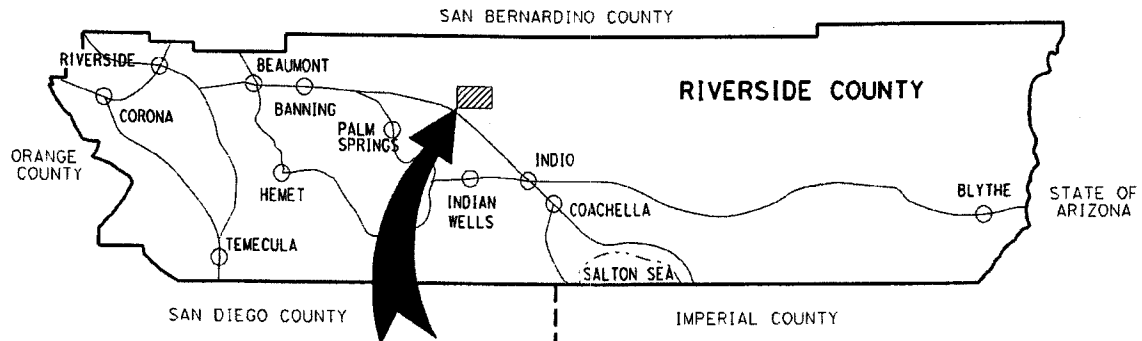 SAN BERNARDINO COUNTY
RIVERSIDE
BEAUMONT
RIVERSIDE COUNTY
CORONA
BANNING
PALM
SPRINGS
ORANGE
COUNTY
INDIO
HEMET
INDIAN
WELLS
COACHELLA
BLYTHE
STATE OF
ARIZONA
TEMECULA
SALTON SEA
SAN DIEGO COUNTY
IMPERIAL COUNTY